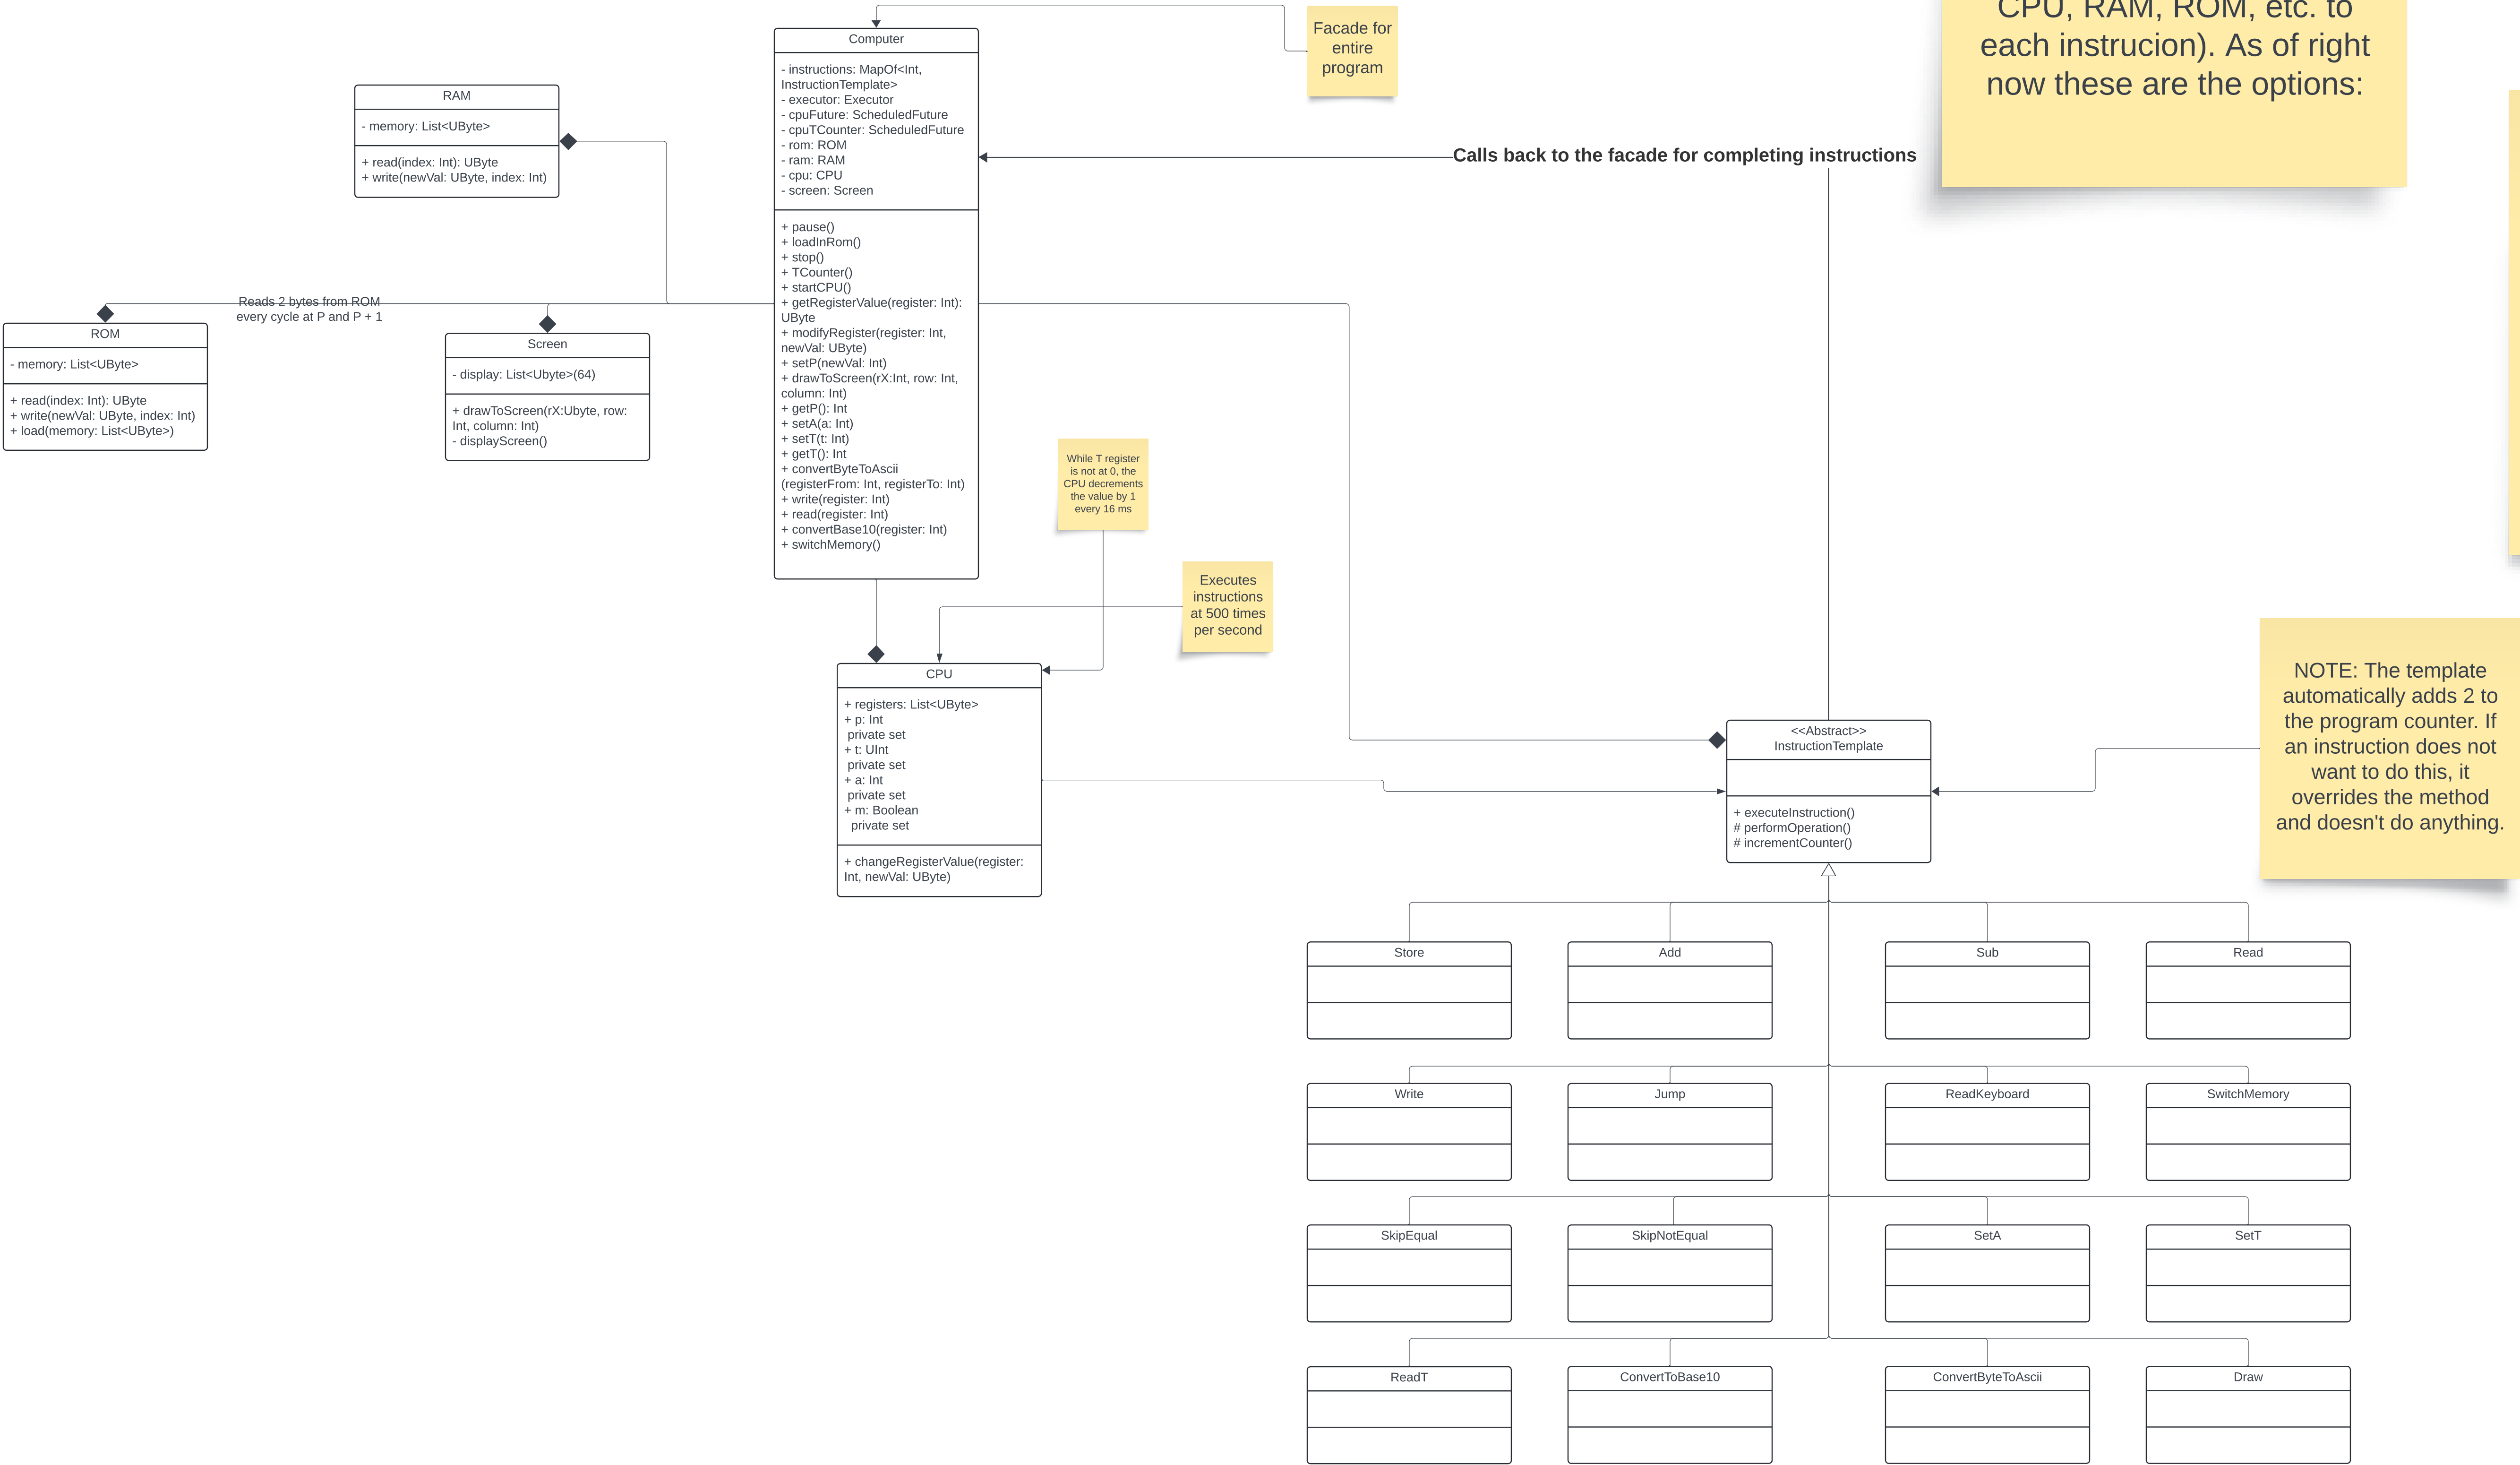 CPU, RAM, ROM, etc. to
each instrucion). As of right
now these are the options:
Facade for
entire
program
Computer
- instructions: MapOf<Int,
InstructionTemplate>
- executor: Executor
- cpuFuture: ScheduledFuture
- cpuTCounter: ScheduledFuture
- rom: ROM
- ram: RAM
- cpu: CPU
- screen: Screen
+ pause()
+ loadInRom()
+ stop()
+ TCounter()
+ startCPU()
+ getRegisterValue(register: Int):
UByte
+ modifyRegister(register: Int,
newVal: UByte)
+ setP(newVal: Int)
+ drawToScreen(rX:Int, row: Int,
column: Int)
+ getP(): Int
+ setA(a: Int)
+ setT(t: Int)
+ getT(): Int
+ convertByteToAscii
(registerFrom: Int, registerTo: Int)
+ write(register: Int)
+ read(register: Int)
+ convertBase10(register: Int)
+ switchMemory()
RAM
- memory: List<UByte>
+ read(index: Int): UByte
+ write(newVal: UByte, index: Int)
Calls back to the facade for completing instructions
Reads 2 bytes from ROM
every cycle at P and P + 1
ROM
- memory: List<UByte>
+ read(index: Int): UByte
+ write(newVal: UByte, index: Int)
+ load(memory: List<UByte>)
Screen
- display: List<Ubyte>(64)
+ drawToScreen(rX:Ubyte, row:
Int, column: Int)
- displayScreen()
While T register
is not at 0, the
CPU decrements
the value by 1
every 16 ms
Executes
instructions
at 500 times
per second
CPU
+ registers: List<UByte>
+ p: Int
private set
+ t: UInt
private set
+ a: Int
private set
+ m: Boolean
private set
+ changeRegisterValue(register:
Int, newVal: UByte)
<<Abstract>>
InstructionTemplate
+ executeInstruction()
# performOperation()
# incrementCounter()
NOTE: The template
automatically adds 2 to
the program counter. If
an instruction does not
want to do this, it
overrides the method
and doesn't do anything.
Store
Add
Sub
Read
Write
Jump
ReadKeyboard
SwitchMemory
SkipEqual
SkipNotEqual
SetA
SetT
ReadT
ConvertToBase10
ConvertByteToAscii
Draw